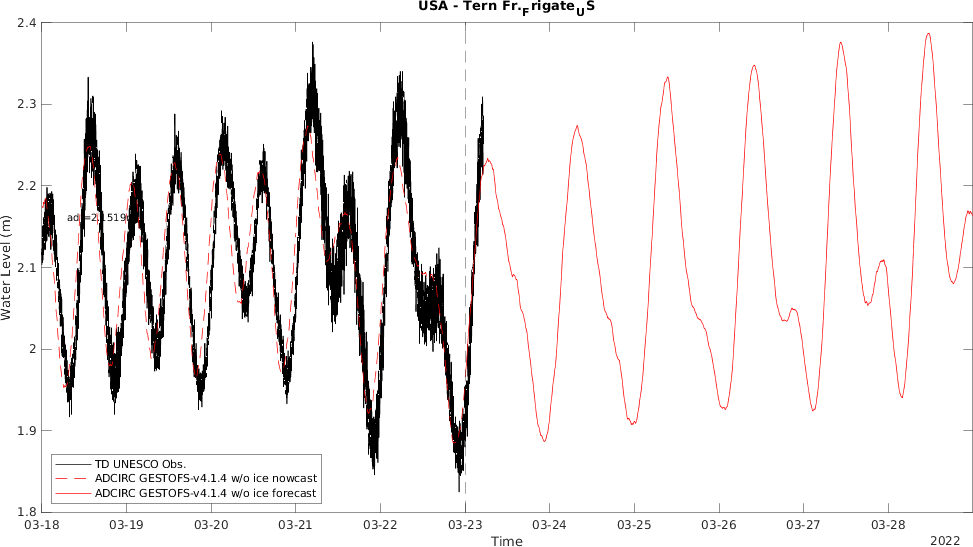 USA - Tern Fr.FrigateUS
2.4
2.3
2.2
2.1
2
1.9
1.8
Water Level (m)
TD UNESCO Obs.
ADCIRC GESTOFS-v4.1.4 w/o ice nowcast
ADCIRC GESTOFS-v4.1.4 w/o ice forecast
03-18 03-19 03-20 03-21 03-22 03-23 03-24 03-25 03-26 03-27 03-28
Time
2022